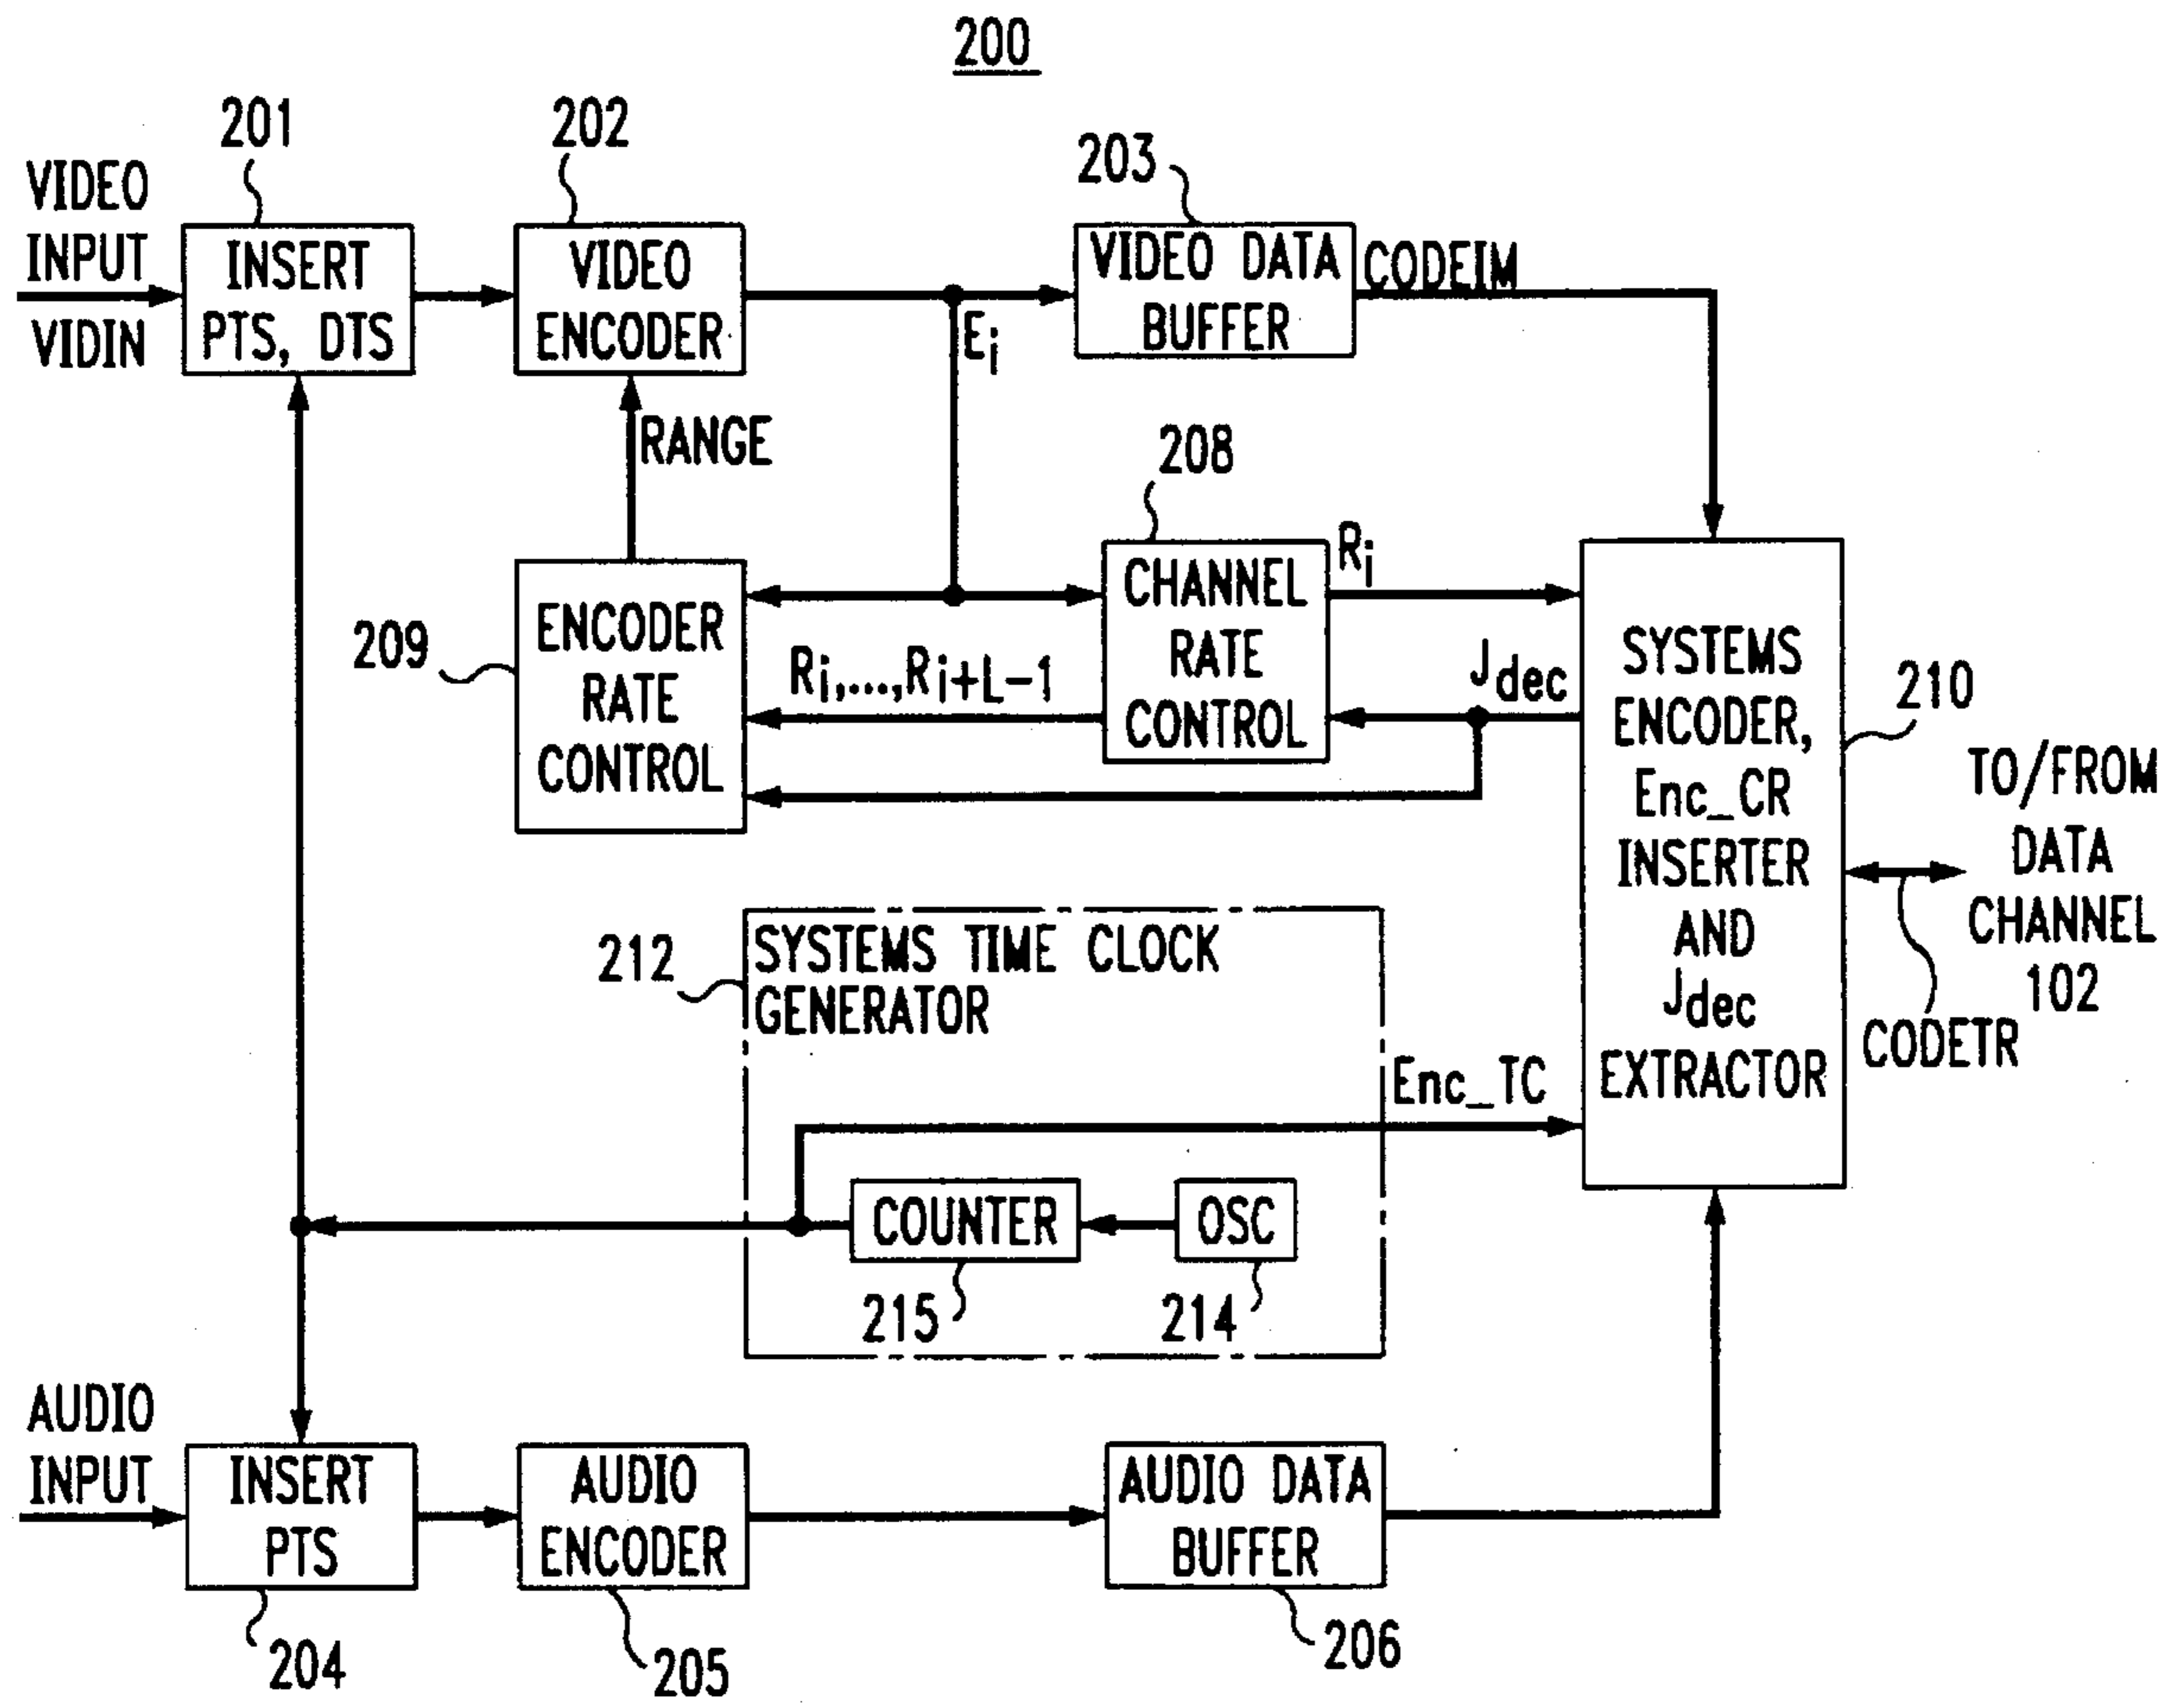 200
201
202
203
VIDEO
INPUT
VIDIN
INSERT
PTS, DTS
VIDEO
ENCODER
VIDEO DATA
BUFFER
CODEIM
Ei
RANGE
208
Ri
209
ENCODER
RATE
CONTROL
Ri,...,Ri+L-1
CHANNEL
RATE
CONTROL
Jdec
SYSTEMS
ENCODER,
Enc_CR
INSERTER
AND
Jdec
EXTRACTOR
210
TO/FROM
DATA
CHANNEL
102
CODETR
212
SYSTEMS TIME CLOCK
GENERATOR
Enc_TC
COUNTER
OSC
215
214
AUDIO
INPUT
INSERT
PTS
AUDIO
ENCODER
AUDIO DATA
BUFFER
204
205
206